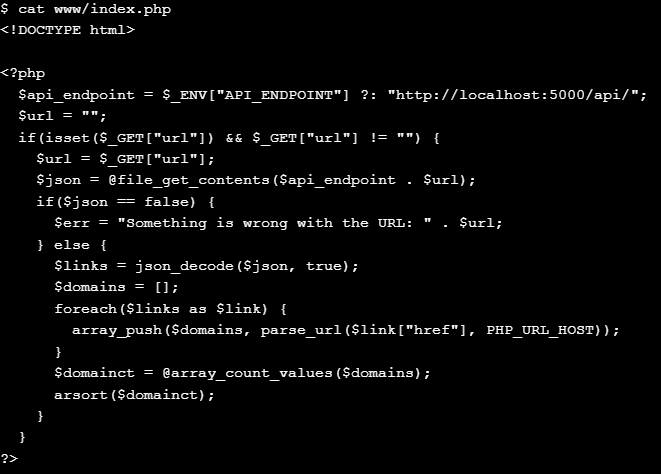 $ cat www/index.php
<!DOCTYPE html>

<?php
  $api_endpoint = $_ENV["API_ENDPOINT"] ?: "http://localhost:5000/api/";
  $url = "";
  if(isset($_GET["url"]) && $_GET["url"] != "") {
    $url = $_GET["url"];
    $json = @file_get_contents($api_endpoint . $url);
    if($json == false) {
      $err = "Something is wrong with the URL: " . $url;
    } else {
      $links = json_decode($json, true);
      $domains = [];
      foreach($links as $link) {
        array_push($domains, parse_url($link["href"], PHP_URL_HOST));
      }
      $domainct = @array_count_values($domains);
      arsort($domainct);
    }
  }
?>